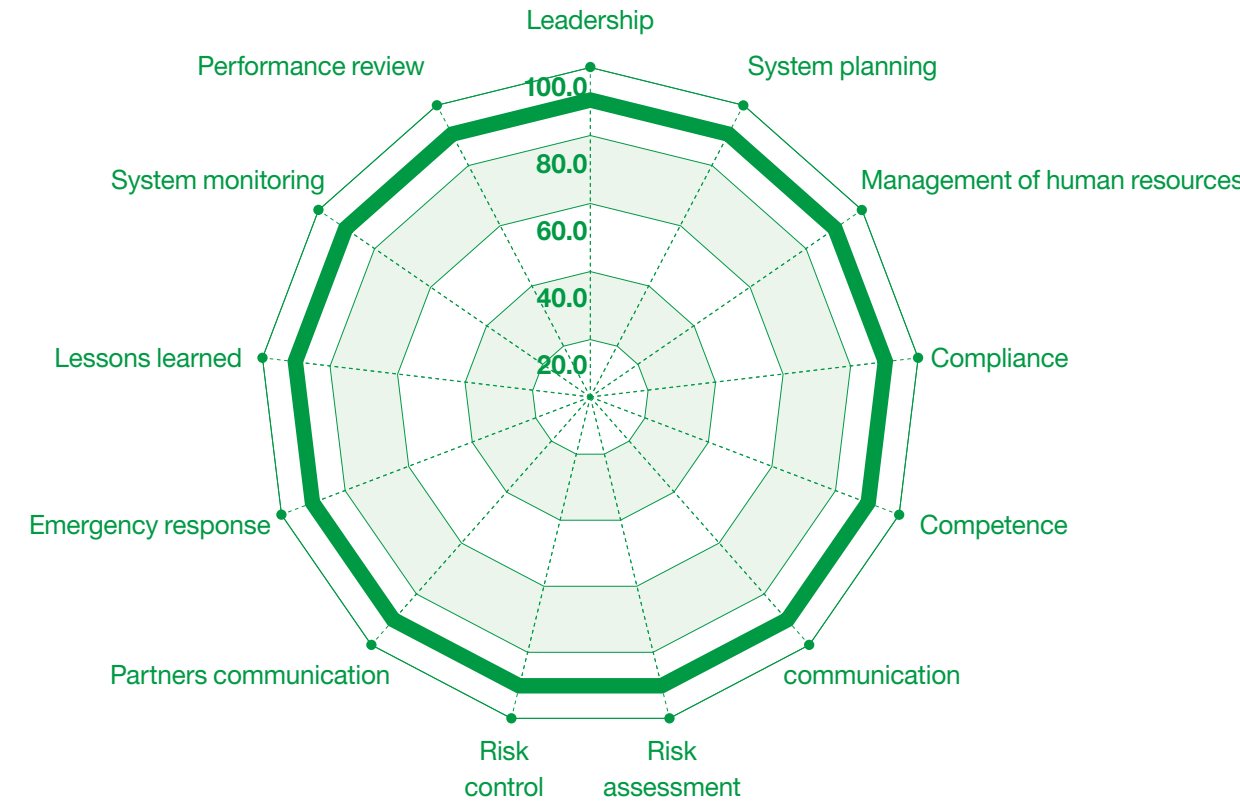 Leadership
Performance review
System planning
100.0
80.0
System monitoring
Management of human resources
60.0
40.0
Lessons learned
20.0
Compliance
Emergency response
Competence
Partners communication
communication
Risk
control
Risk
assessment